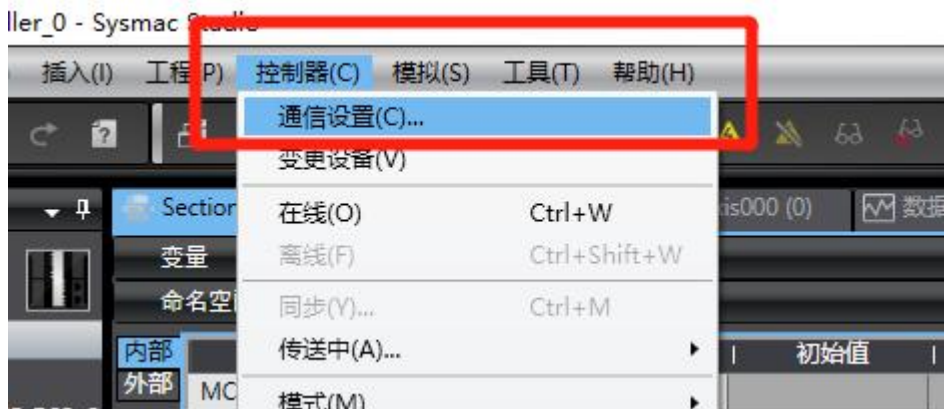 ller_0 - Sysmac Studio
插入(I) 工程(P) 控制器(C) 模拟(S) 工具(T) 帮助(H)
通信设置(C)...
变更设备(V)
Section
在线(O) Ctrl+W
xis000 (0)
数据
变量
离线(F) Ctrl+Shift+W
命名空
同步(Y)... Ctrl+M
内部
传送中(A)...
初始值
外部
MC
模式(M)